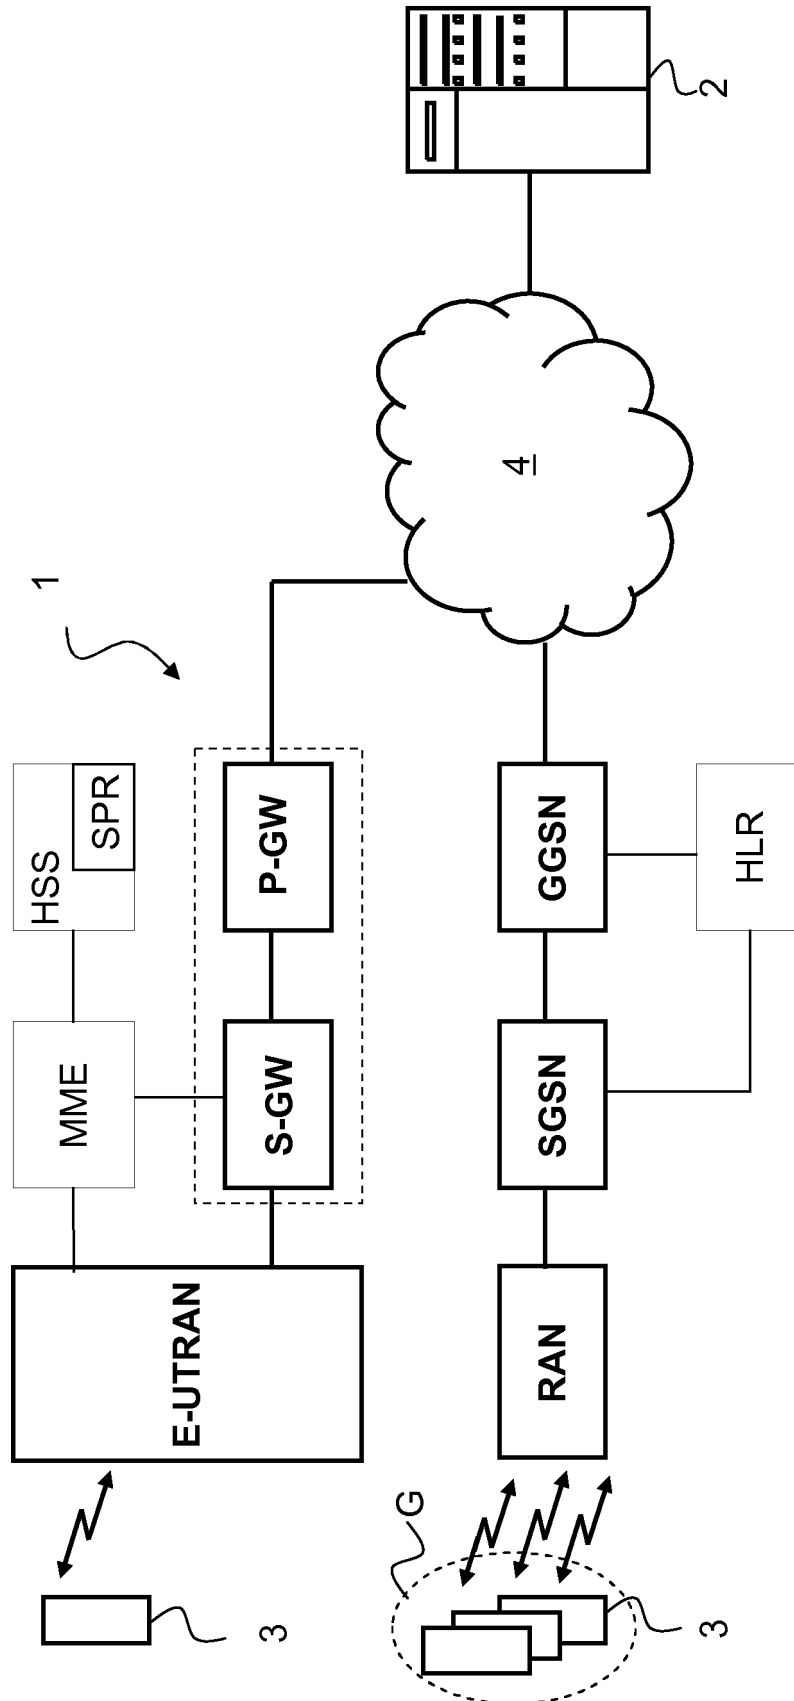 1
3
E-UTRAN
MME
HSS
SPR
S-GW
P-GW
4
2
G
3
RAN
SGSN
GGSN
HLR